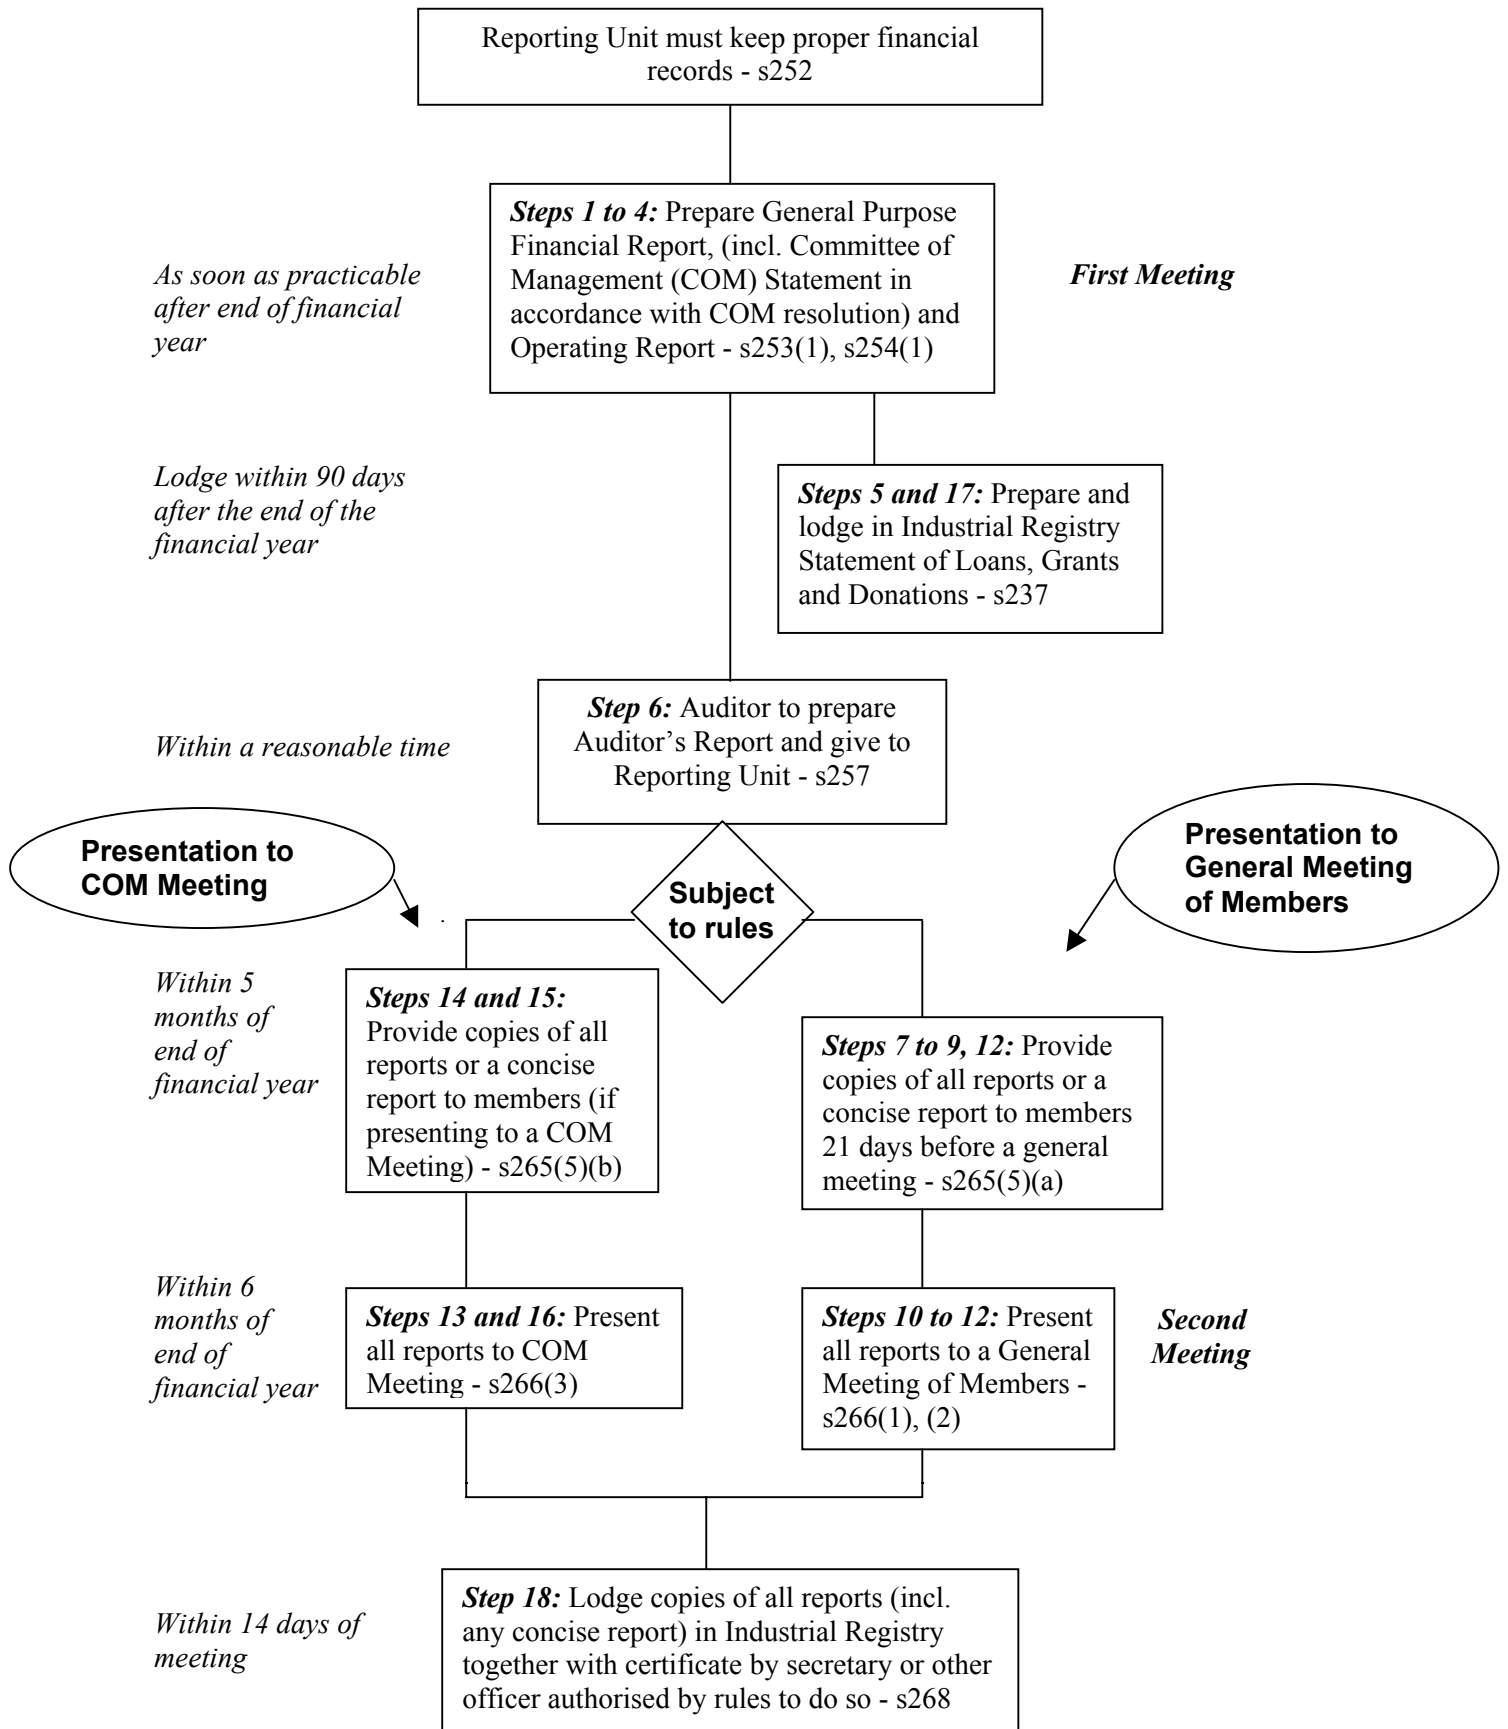 Reporting Unit must keep proper financial
records - s252
As soon as practicable
after end of financial
year
Steps 1 to 4: Prepare General Purpose
Financial Report, (incl. Committee of
Management (COM) Statement in
accordance with COM resolution) and
Operating Report - s253(1), s254(1)
First Meeting
Lodge within 90 days
after the end of the
financial year
Steps 5 and 17: Prepare and
lodge in Industrial Registry
Statement of Loans, Grants
and Donations - s237
Within a reasonable time
Step 6: Auditor to prepare
Auditor’s Report and give to
Reporting Unit - s257
Presentation to
COM Meeting
Subject
to rules
Presentation to
General Meeting
of Members
Within 5
months of
end of
financial year
Steps 14 and 15:
Provide copies of all
reports or a concise
report to members (if
presenting to a COM
Meeting) - s265(5)(b)
Steps 7 to 9, 12: Provide
copies of all reports or a
concise report to members
21 days before a general
meeting - s265(5)(a)
Within 6
months of
end of
financial year
Steps 13 and 16: Present
all reports to COM
Meeting - s266(3)
Steps 10 to 12: Present
all reports to a General
Meeting of Members -
s266(1), (2)
Second
Meeting
Within 14 days of
meeting
Step 18: Lodge copies of all reports (incl.
any concise report) in Industrial Registry
together with certificate by secretary or other
officer authorised by rules to do so - s268